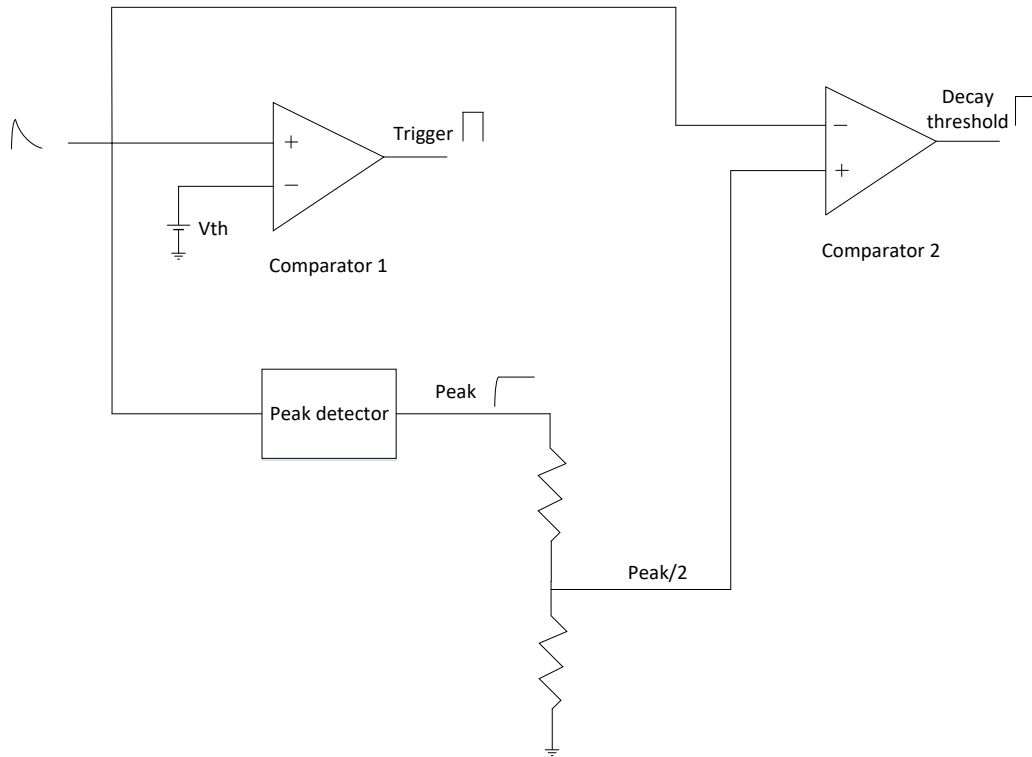 Decay
threshold
−
+
Trigger
+
−
Vth
Comparator 1
Comparator 2
Peak
Peak detector
Peak/2